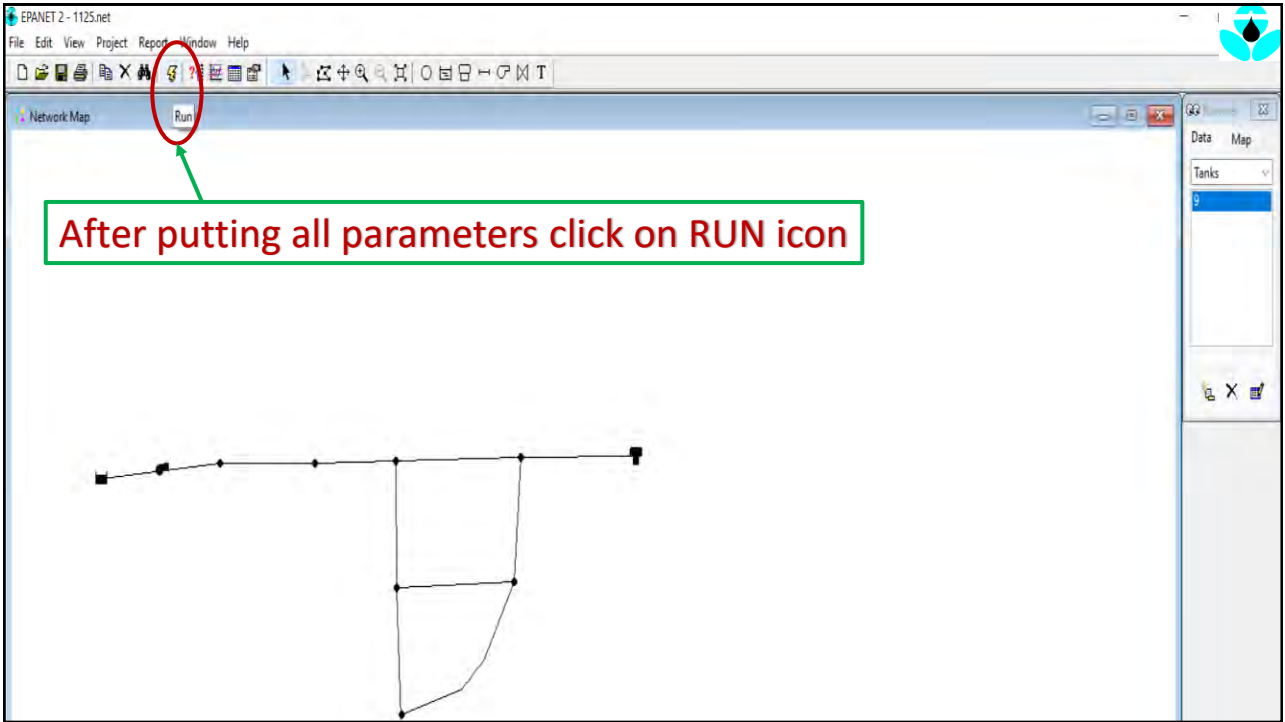 EPANET 2 - 1125.net
File Edit View Project Report Window Help
T
Network Map
Run
Data Map
Tanks
9
After putting all parameters click on RUN icon